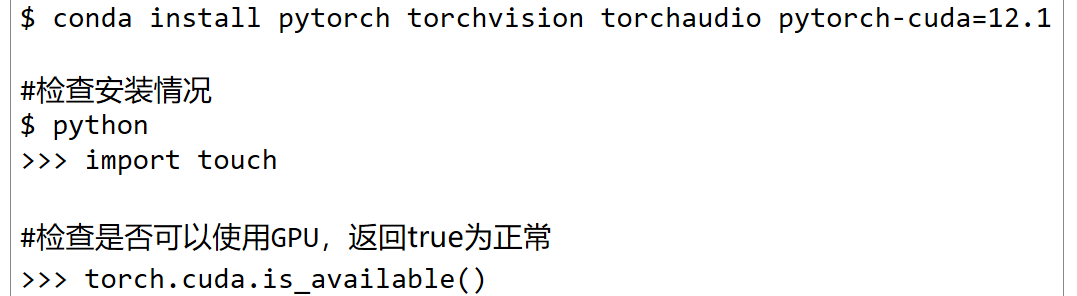 $ conda install pytorch torchvision torchaudio pytorch-cuda=12.1
#检查安装情况
$ python
>>> import touch
#检查是否可以使用GPU，返回true为正常
>>> torch.cuda.is_available()